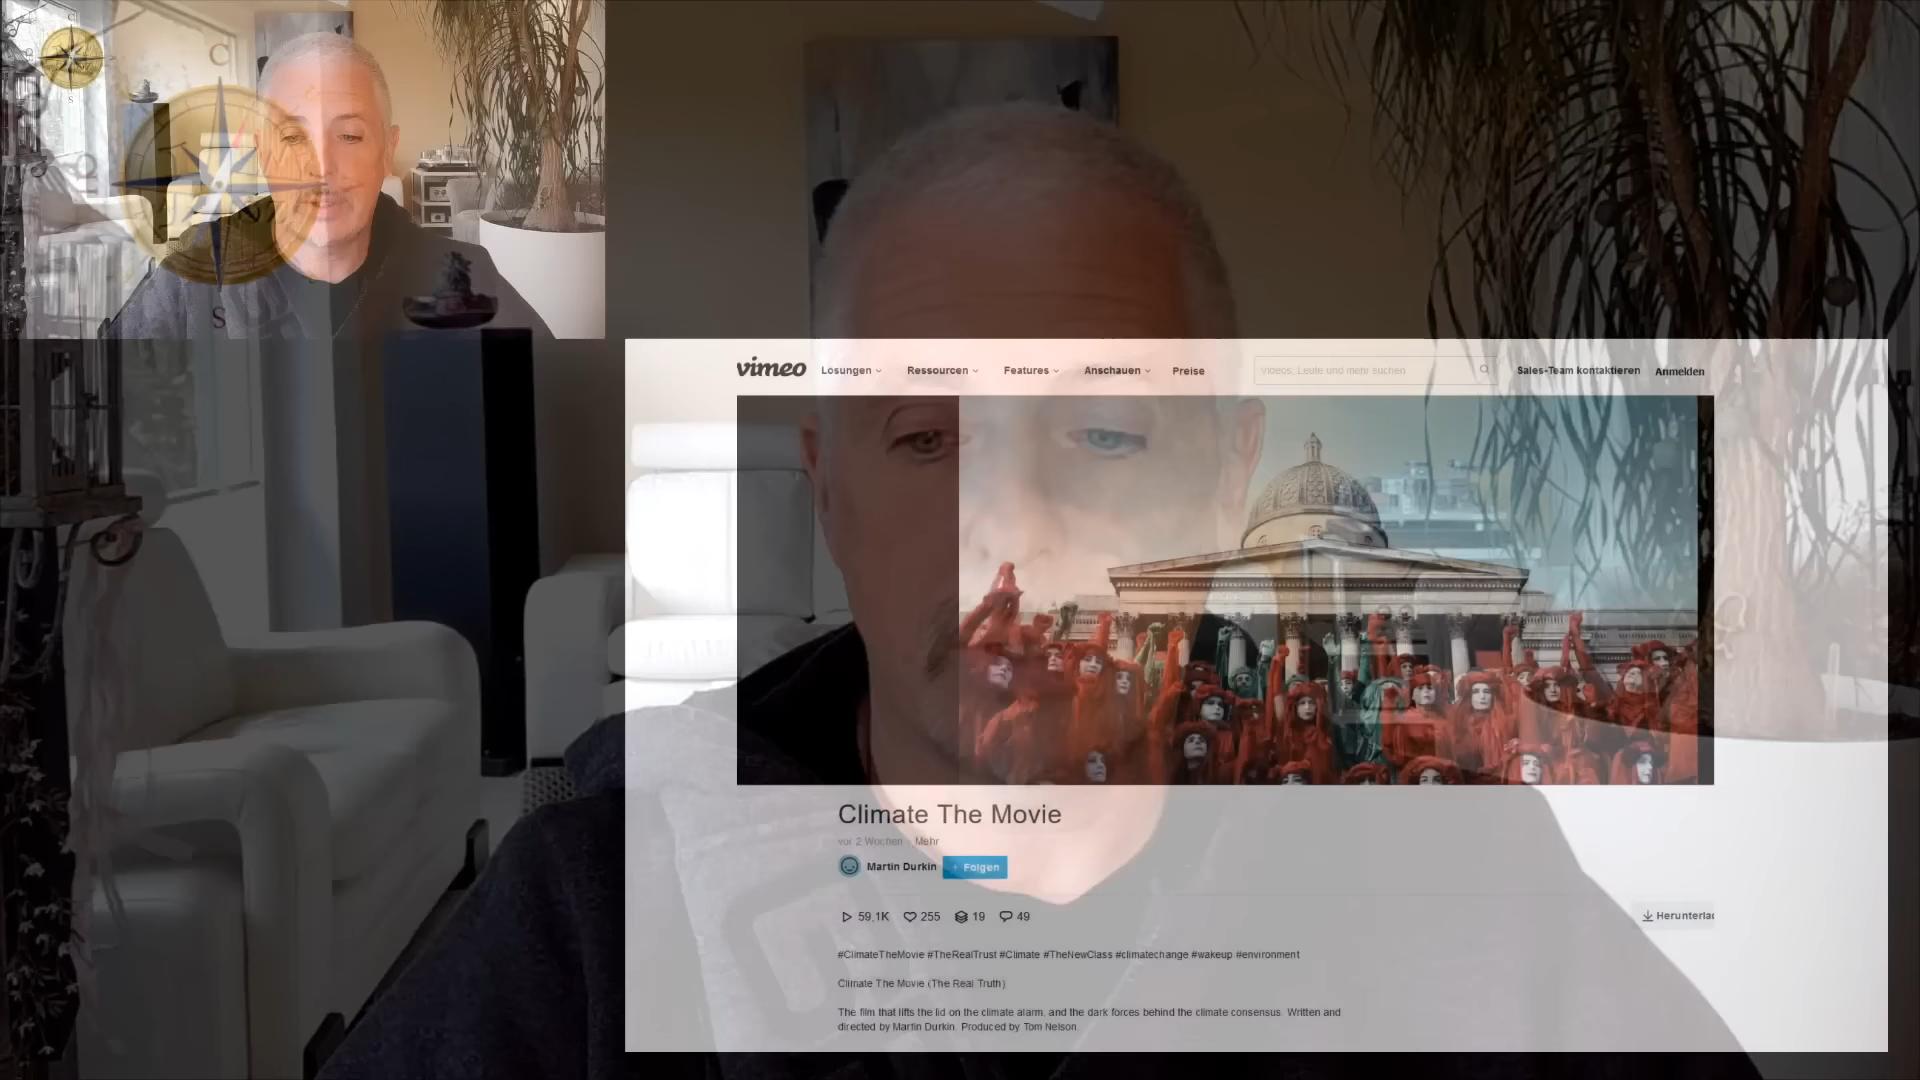 C
S
C
S
vimeo Lösungen Ressourcen Features Anschauen Preise Videos, Leute und mehr suchen Sales-Team kontaktieren Anmelden
Climate The Movie
vor 2 Wochen Mehr
Martin Durkin + Folgen
59,1K 255 19 49 Herunterlad
#ClimateTheMovie #TheRealTrust #Climate #TheNewClass #climatechange #wakeup #environment
Climate The Movie (The Real Truth)
The film that lifts the lid on the climate alarm, and the dark forces behind the climate consensus. Written and
directed by Martin Durkin. Produced by Tom Nelson.